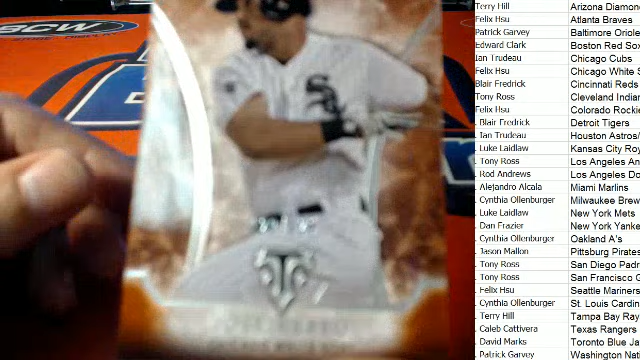 BCW
Sox
Terry Hill Arizona Diamon
Felix Hsu Atlanta Braves
Patrick Garvey Baltimore Oriole
Edward Clark Boston Red Sox
Ian Trudeau Chicago Cubs
Felix Hsu Chicago White S
Blair Fredrick Cincinnati Reds
Tony Ross Cleveland Indian
Felix Hsu Colorado Rockie
. Blair Fredrick Detroit Tigers
. Ian Trudeau Houston Astros/
. Luke Laidlaw Kansas City Roy
. Tony Ross Los Angeles An
. Rod Andrews Los Angeles Do
. Alejandro Alcala Miami Marlins
. Cynthia Ollenburger Milwaukee Brew
. Luke Laidlaw New York Mets
. Dan Frazier New York Yanke
. Cynthia Ollenburger Oakland A's
. Jason Mallon Pittsburg Pirates
. Tony Ross San Diego Padr
. Tony Ross San Francisco G
. Felix Hsu Seattle Mariners
. Cynthia Ollenburger St. Louis Cardin
. Terry Hill Tampa Bay Ray
. Caleb Cattivera Texas Rangers
. David Marks Toronto Blue Ja
. Patrick Garvey Washington Nati